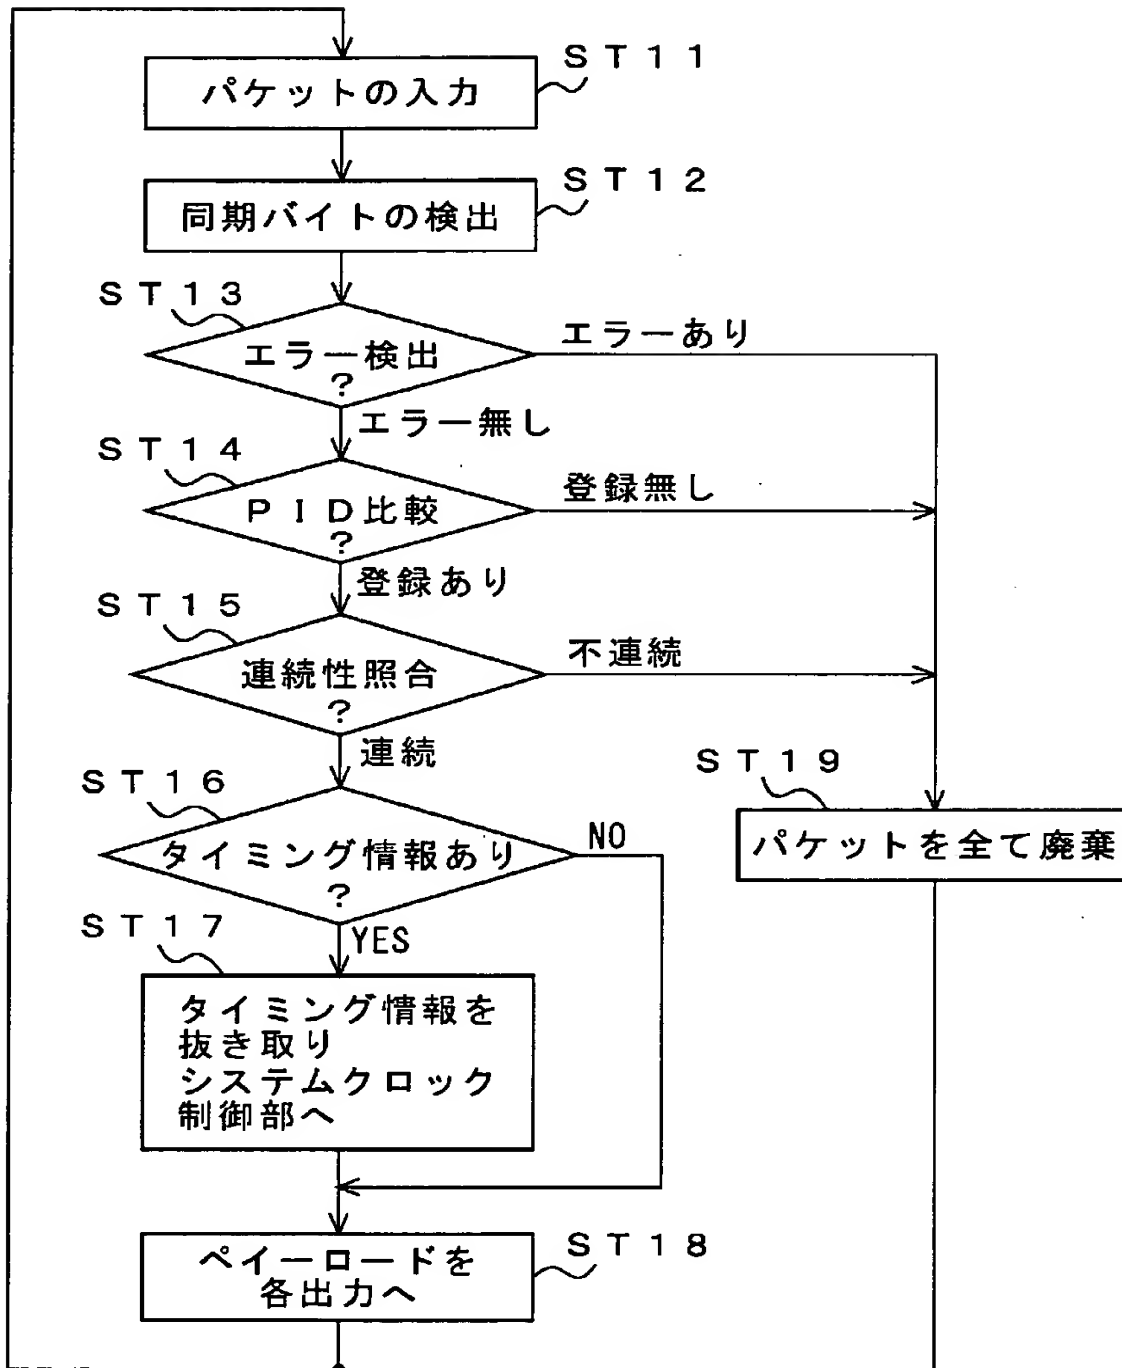 ST11
パケットの入力
ST12
同期バイトの検出
ST13
エラー検出
?
エラーあり
エラー無し
ST14
PID比較
?
登録無し
登録あり
ST15
連続性照合
?
不連続
連続
ST16
タイミング情報あり
?
NO
YES
ST19
パケットを全て廃棄
ST17
タイミング情報を
抜き取り
システムクロック
制御部へ
ST18
ペイーロードを
各出力へ